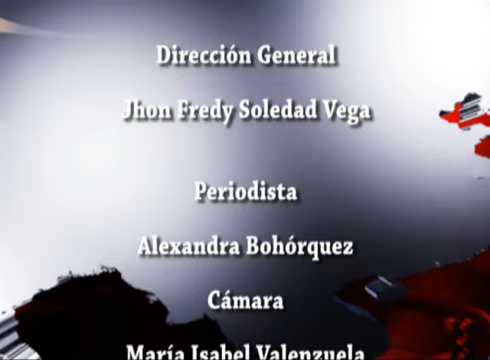 Dirección General
Jhon Fredy Soledad Vega
Periodista
Alexandra Bohórquez
Cámara
María Isabel Valenzuela